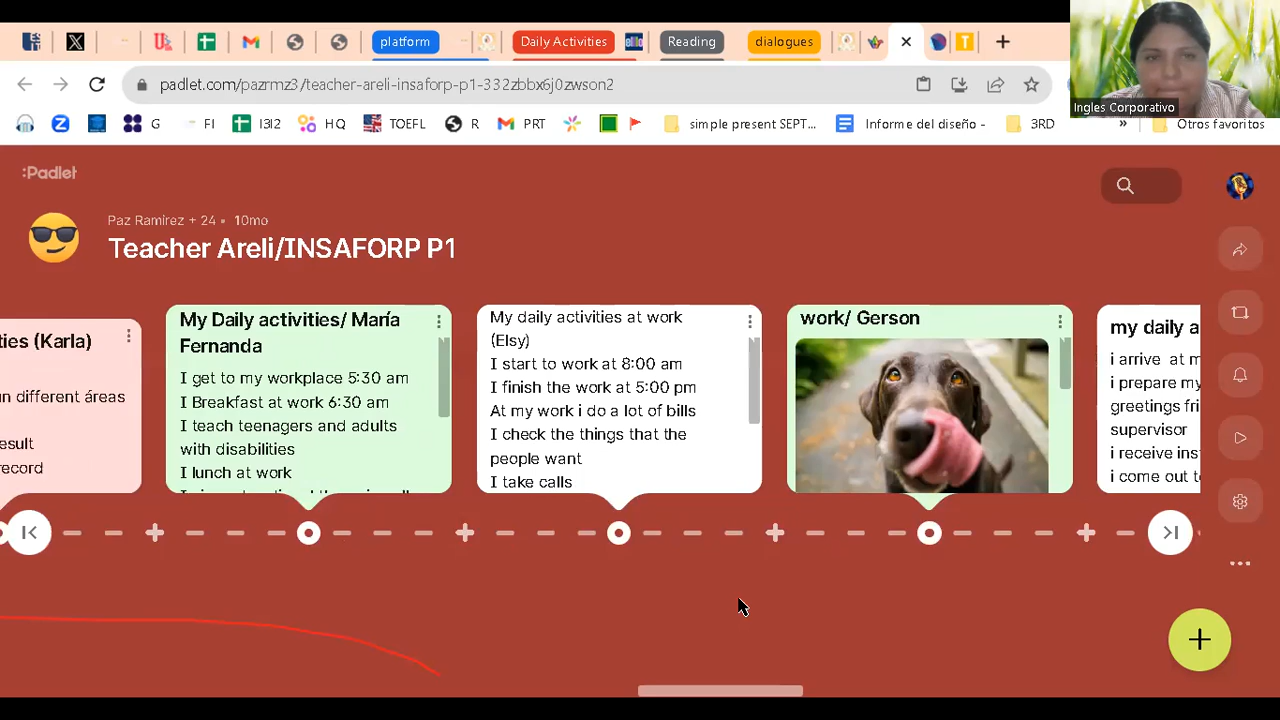 platform
Daily Activities
Reading
dialogues
Ingles Corporativo
padlet.com/pazrmz3/teacher-areli-insaforp-p1-332zbbx6j0zwson2
G
FI
I3I2
HQ
TOEFL
R
PRT
simple present SEPT...
Informe del diseño -
3RD
»
Otros favoritos
:Padlet
Paz Ramirez + 24 • 10mo
Teacher Areli/INSAFORP P1
ties (Karla)
n different áreas
esult
record
My Daily activities/ María
Fernanda
I get to my workplace 5:30 am
I Breakfast at work 6:30 am
I teach teenagers and adults
with disabilities
I lunch at work
My daily activities at work
(Elsy)
I start to work at 8:00 am
I finish the work at 5:00 pm
At my work i do a lot of bills
I check the things that the
people want
I take calls
work/ Gerson
my daily a
i arrive at m
i prepare my
greetings fri
supervisor
i receive ins
i come out t